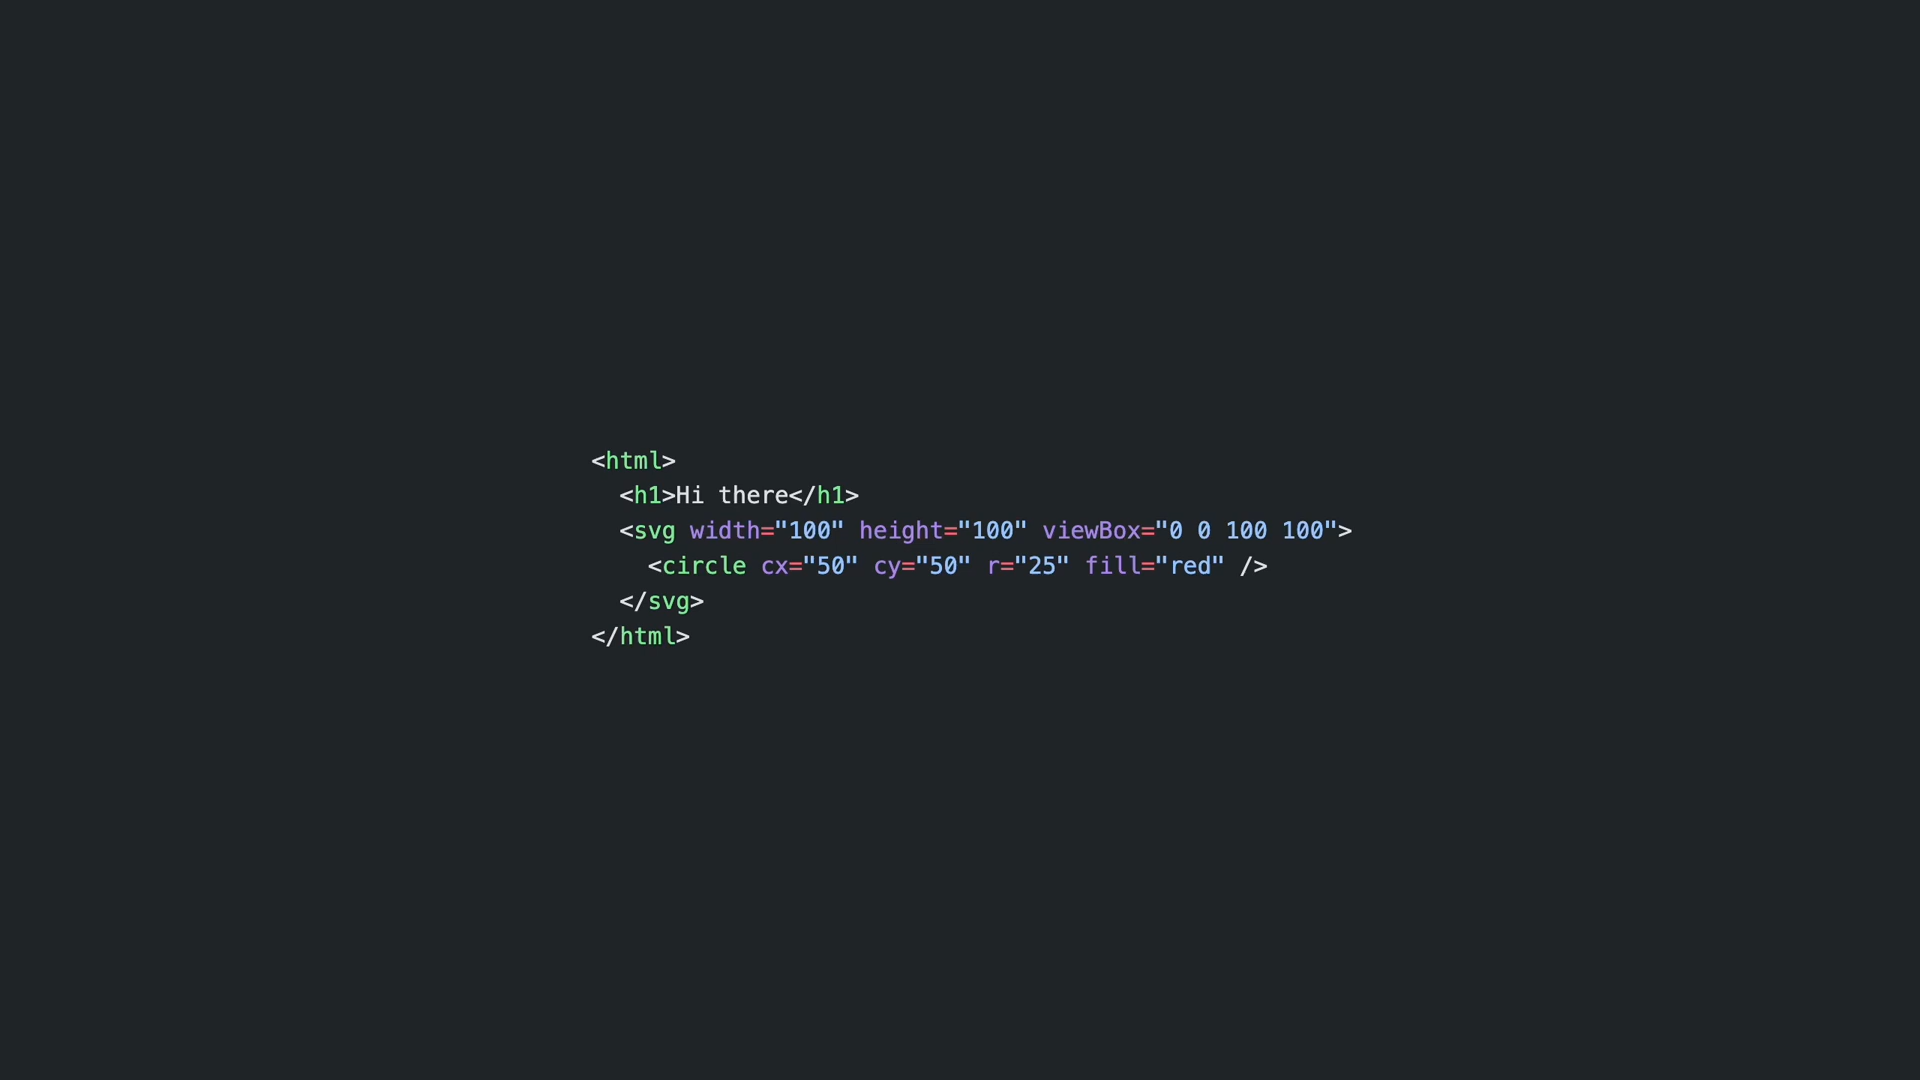 <html>
  <h1>Hi there</h1>
  <svg width="100" height="100" viewBox="0 0 100 100">
    <circle cx="50" cy="50" r="25" fill="red" />
  </svg>
</html>